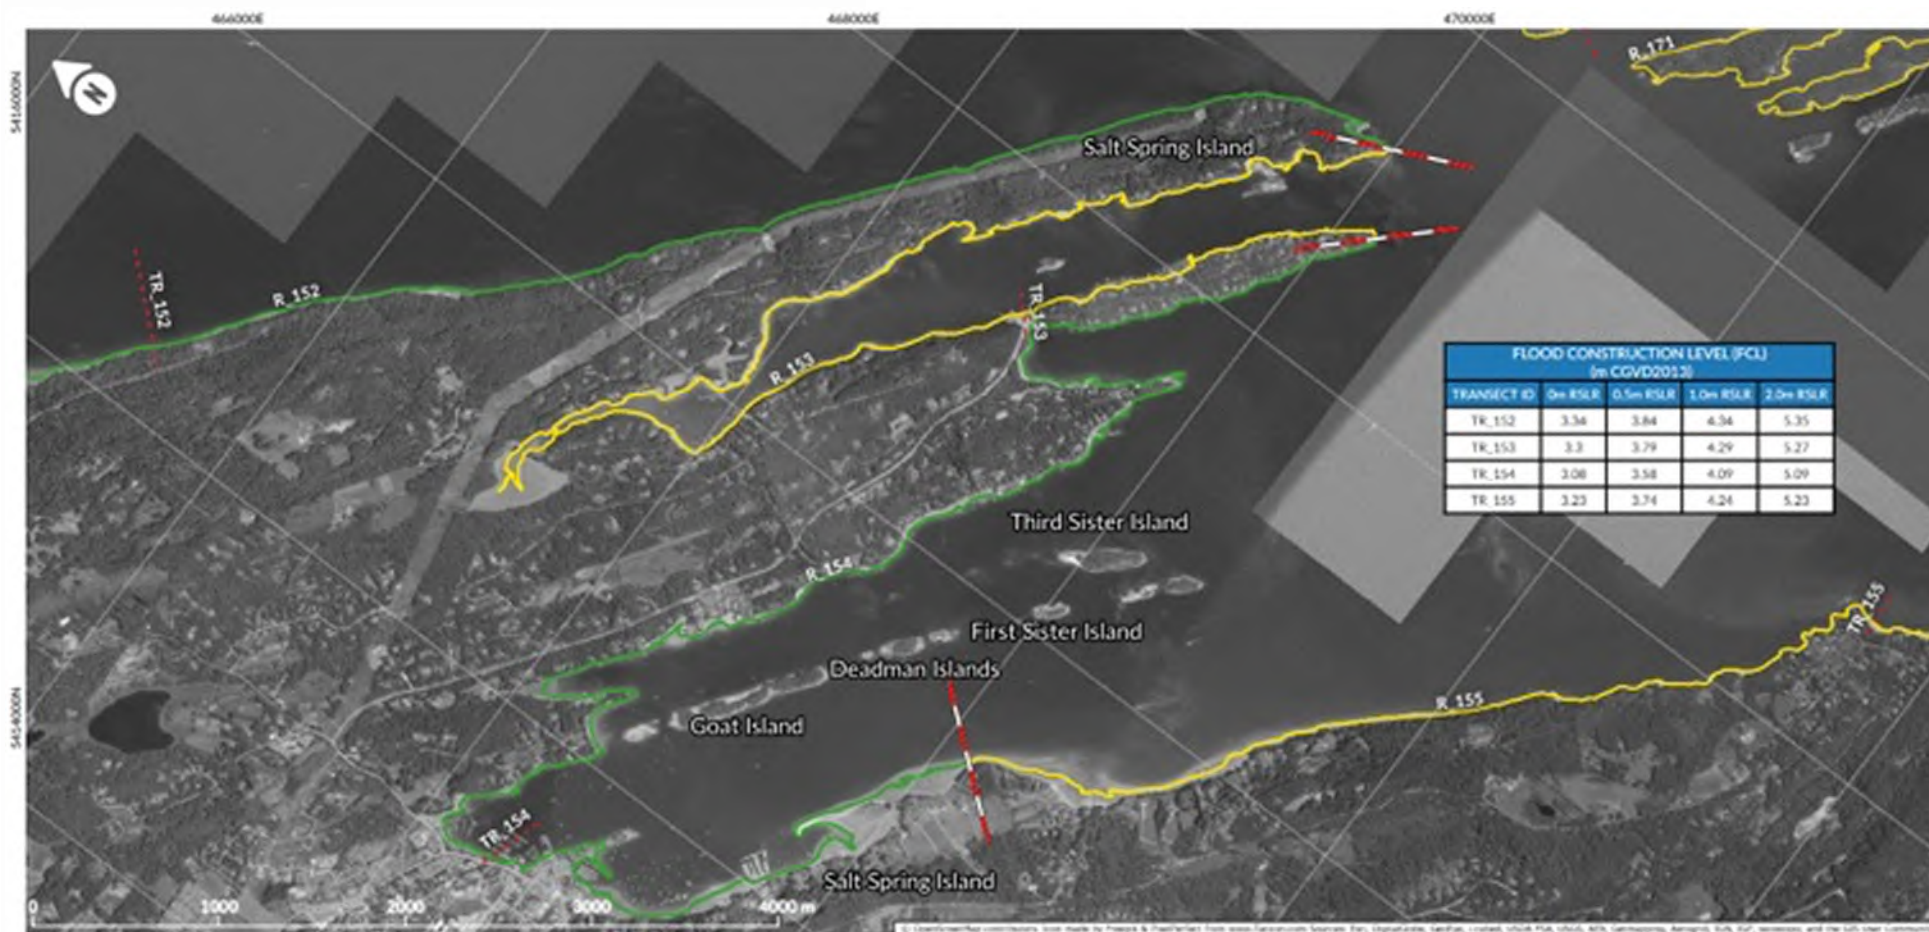 466000E
468000E
470000E
5416000N
N
R_171
Salt Spring Island
TR_152
R_152
TR_153
R_153
FLOOD CONSTRUCTION LEVEL (FCL)
(m CGVD2013)
TRANSECT ID 0m RSLR 0.5m RSLR 1.0m RSLR 2.0m RSLR
TR_152 3.34 3.84 4.34 5.35
TR_153 3.3 3.79 4.29 5.27
TR_154 3.08 3.58 4.09 5.09
TR_155 3.23 3.74 4.24 5.23
Third Sister Island
R_154
TR_155
First Sister Island
Deadman Islands
5414000N
R_155
Goat Island
TR_154
Salt Spring Island
0 1000 2000 3000 4000 m